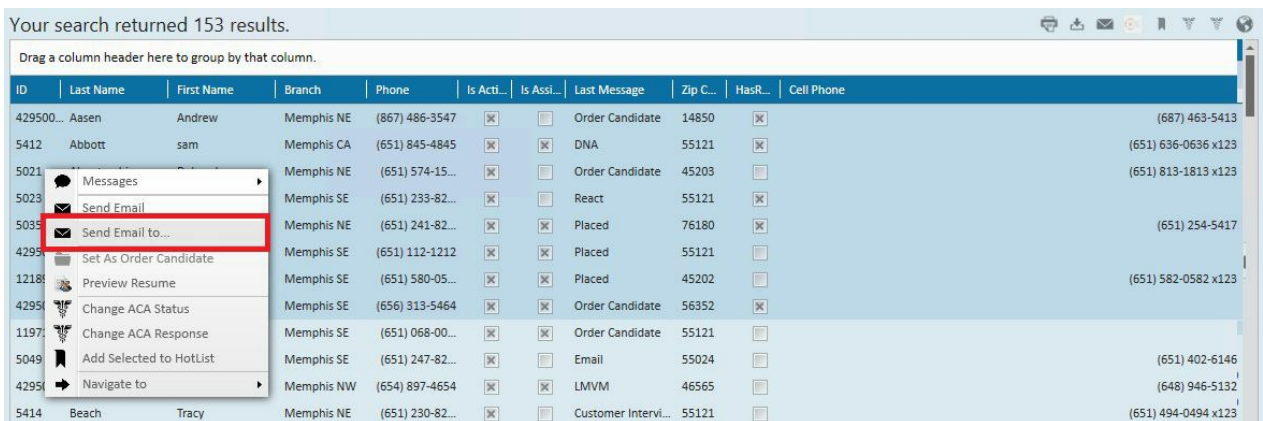 Your search returned 153 results.
Drag a column header here to group by that column.
ID Last Name First Name Branch Phone Is Acti... Is Assi... Last Message Zip C... HasR... Cell Phone
429500... Aasen Andrew Memphis NE (867) 486-3547 Order Candidate 14850 (687) 463-5413
5412 Abbott sam Memphis CA (651) 845-4845 DNA 55121 (651) 636-0636 x123
5021 Memphis NE (651) 574-15... Order Candidate 45203 (651) 813-1813 x123
Messages
5023 Memphis SE (651) 233-82... React 55121
Send Email
5035 Memphis NE (651) 241-82... Placed 76180 (651) 254-5417
Send Email to...
4295 Memphis SE (651) 112-1212 Placed 55121
Set As Order Candidate
1218 Memphis SE (651) 580-05... Placed 45202 (651) 582-0582 x123
Preview Resume
4295 Memphis SE (656) 313-5464 Order Candidate 56352
Change ACA Status
1197 Memphis SE (651) 068-00... Order Candidate 55121
Change ACA Response
5049 Memphis SE (651) 247-82... Email 55024 (651) 402-6146
Add Selected to HotList
4295 Memphis NW (654) 897-4654 LMVM 46565 (648) 946-5132
Navigate to
5414 Beach Tracy Memphis NE (651) 230-82... Customer Intervi... 55121 (651) 494-0494 x123